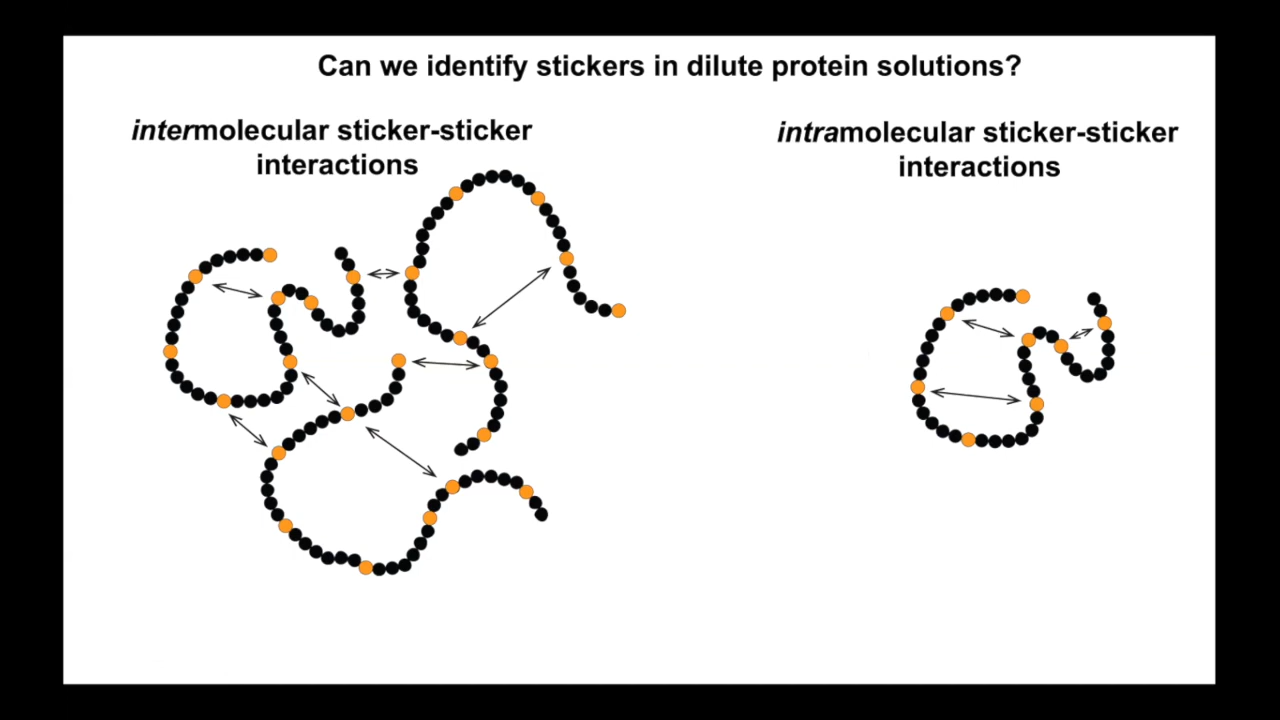 Can we identify stickers in dilute protein solutions?
intermolecular sticker-sticker
interactions
intramolecular sticker-sticker
interactions